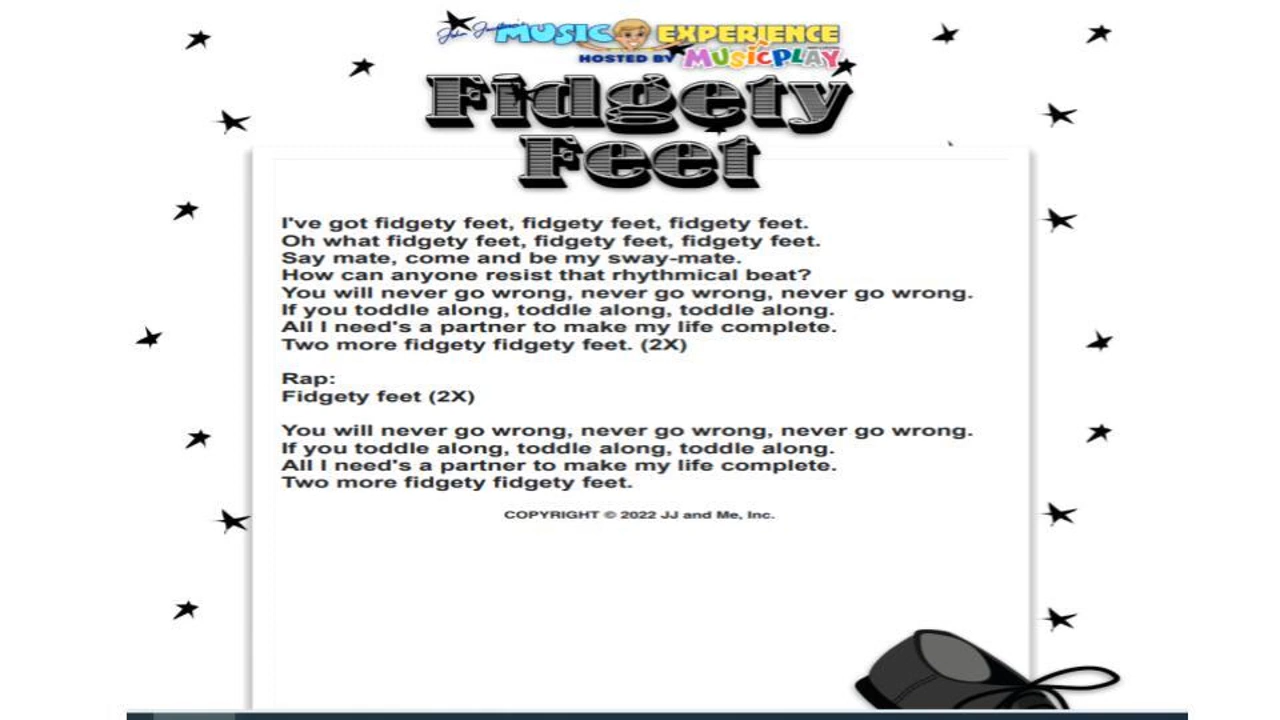 John Jacobson's
MUSIC EXPERIENCE
HOSTED BY MUSICPLAY
Fidgety
Feet
I've got fidgety feet, fidgety feet, fidgety feet.
Oh what fidgety feet, fidgety feet, fidgety feet.
Say mate, come and be my sway-mate.
How can anyone resist that rhythmical beat?
You will never go wrong, never go wrong, never go wrong.
If you toddle along, toddle along, toddle along.
All I need's a partner to make my life complete.
Two more fidgety fidgety feet. (2X)
Rap:
Fidgety feet (2X)
You will never go wrong, never go wrong, never go wrong.
If you toddle along, toddle along, toddle along.
All I need's a partner to make my life complete.
Two more fidgety fidgety feet.
COPYRIGHT © 2022 JJ and Me, Inc.